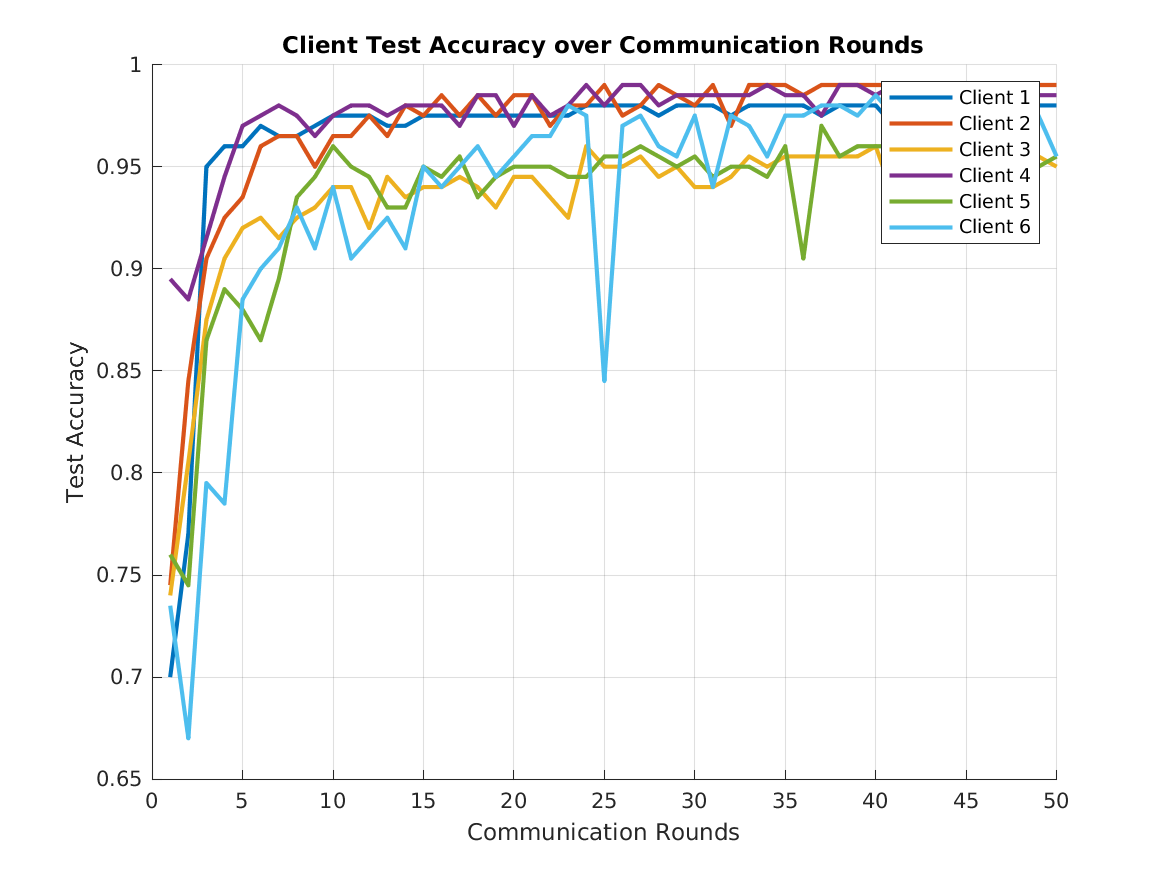 Client Test Accuracy over Communication Rounds
1
0.95
0.9
0.85
0.8
0.75
0.7
0.65
Test Accuracy
0 5 10 15 20 25 30 35 40 45 50
Communication Rounds
Client 1
Client 2
Client 3
Client 4
Client 5
Client 6